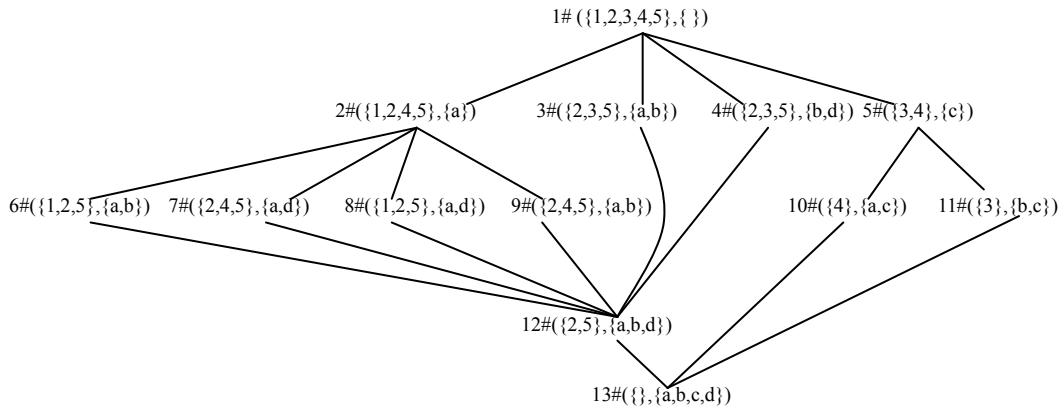 1# ({1,2,3,4,5},{ })
2#({1,2,4,5},{a}) 3#({2,3,5},{a,b}) 4#({2,3,5},{b,d}) 5#({3,4},{c})
6#({1,2,5},{a,b}) 7#({2,4,5},{a,d}) 8#({1,2,5},{a,d}) 9#({2,4,5},{a,b}) 10#({4},{a,c}) 11#({3},{b,c})
12#({2,5},{a,b,d})
13#({},{a,b,c,d})